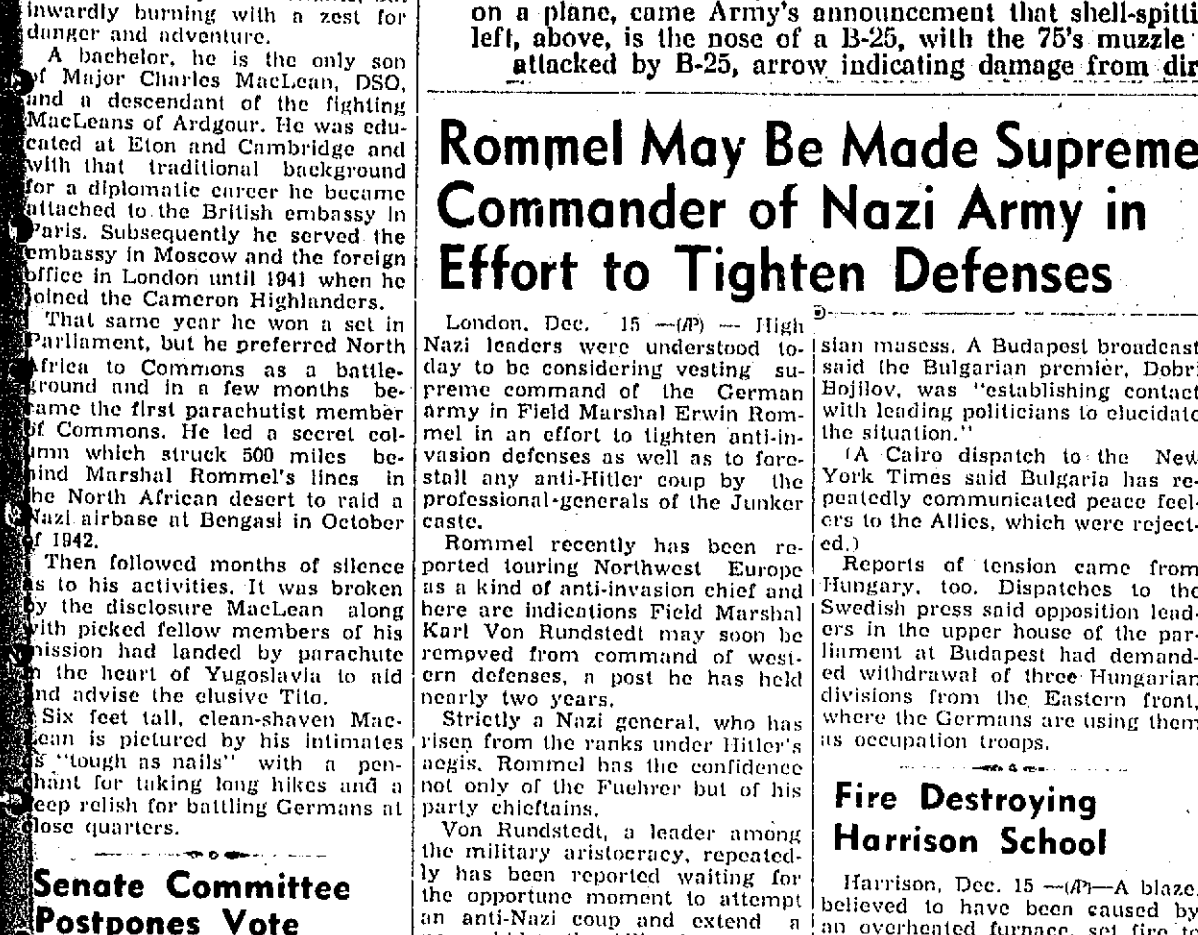 inwardly burning with a zest for
danger and adventure.
A bachelor, he is the only son
of Major Charles MacLean, DSO,
and a descendant of the fighting
MacLeans of Ardgour. He was edu-
cated at Eton and Cambridge and
with that traditional background
for a diplomatic career he became
attached to the British embassy in
Paris. Subsequently he served the
embassy in Moscow and the foreign
office in London until 1941 when he
joined the Cameron Highlanders.
That same year he won a set in
Parliament, but he preferred North
Africa to Commons as a battle-
ground and in a few months be-
came the first parachutist member
of Commons. He led a secret col-
umn which struck 500 miles be-
hind Marshal Rommel's lines in
the North African desert to raid a
Nazi airbase at Bengasi in October
of 1942.
Then followed months of silence
as to his activities. It was broken
by the disclosure MacLean along
with picked fellow members of his
mission had landed by parachute
in the heart of Yugoslavia to aid
and advise the elusive Tito.
Six feet tall, clean-shaven Mac-
Lean is pictured by his intimates
as "tough as nails" with a pen-
chant for taking long hikes and a
deep relish for battling Germans at
close quarters.
Senate Committee
Postpones Vote
on a plane, came Army's announcement that shell-spitti
left, above, is the nose of a B-25, with the 75's muzzle
attacked by B-25, arrow indicating damage from dir
Rommel May Be Made Supreme
Commander of Nazi Army in
Effort to Tighten Defenses
London, Dec. 15 —(AP) — High
Nazi leaders were understood to-
day to be considering vesting su-
preme command of the German
army in Field Marshal Erwin Rom-
mel in an effort to tighten anti-in-
vasion defenses as well as to fore-
stall any anti-Hitler coup by the
professional-generals of the Junker
caste.
Rommel recently has been re-
ported touring Northwest Europe
as a kind of anti-invasion chief and
here are indications Field Marshal
Karl Von Rundstedt may soon be
removed from command of west-
ern defenses, a post he has held
nearly two years.
Strictly a Nazi general, who has
risen from the ranks under Hitler's
aegis, Rommel has the confidence
not only of the Fuehrer but of his
party chieftains.
Von Rundstedt, a leader among
the military aristocracy, repeated-
ly has been reported waiting for
the opportune moment to attempt
an anti-Nazi coup and extend a
sian masess. A Budapest broadcast
said the Bulgarian premier, Dobri
Bojilov, was "establishing contact
with leading politicians to elucidate
the situation."
(A Cairo dispatch to the New
York Times said Bulgaria has re-
peatedly communicated peace feel-
ers to the Allies, which were reject-
ed.)
Reports of tension came from
Hungary, too. Dispatches to the
Swedish press said opposition lead-
ers in the upper house of the par-
liament at Budapest had demand-
ed withdrawal of three Hungarian
divisions from the Eastern front,
where the Germans are using them
as occupation troops.
Fire Destroying
Harrison School
Harrison, Dec. 15 —(AP)—A blaze,
believed to have been caused by
an overheated furnace, set fire to